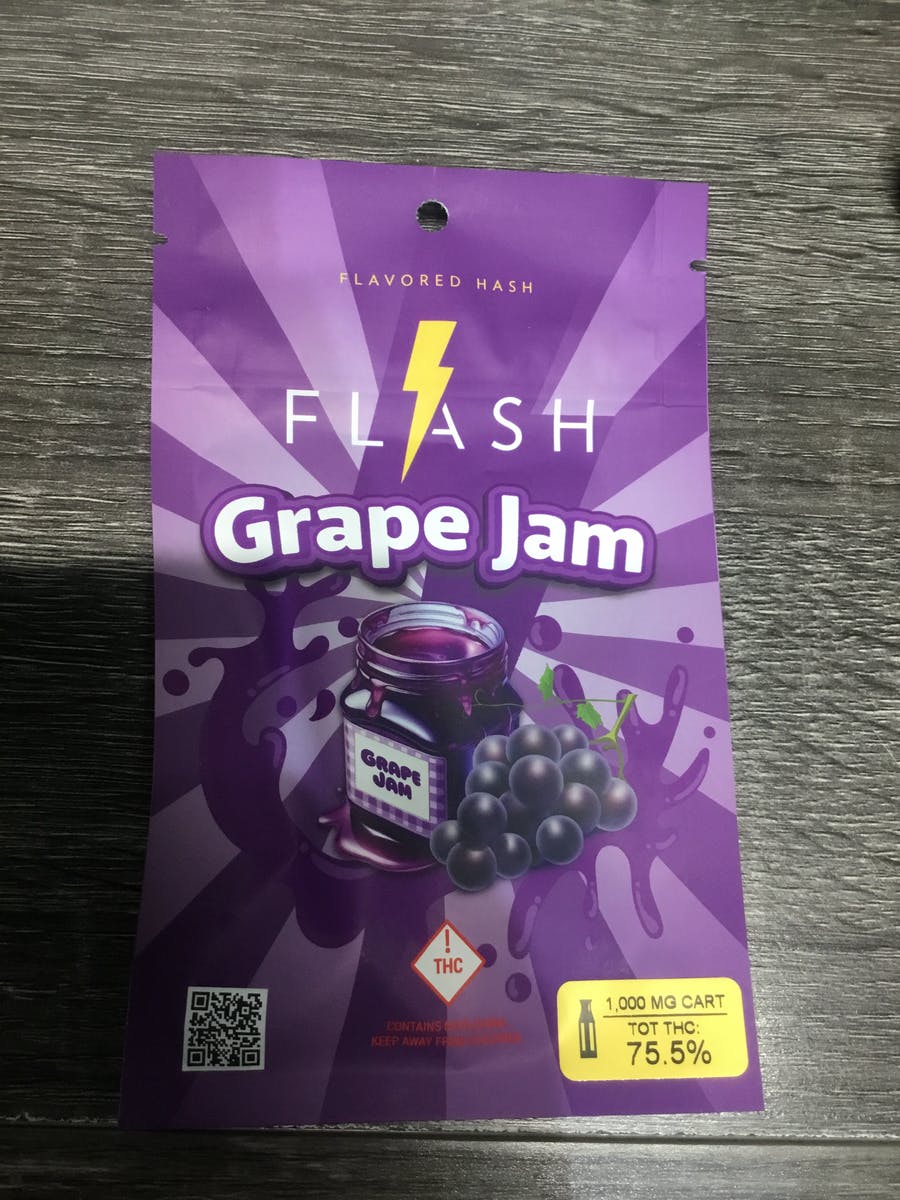 FLAVORED HASH
FLASH
Grape Jam
GRAPE
JAM
!
THC
CONTAINS
KEEP AWAY FROM
1,000 MG CART
TOT THC:
75.5%